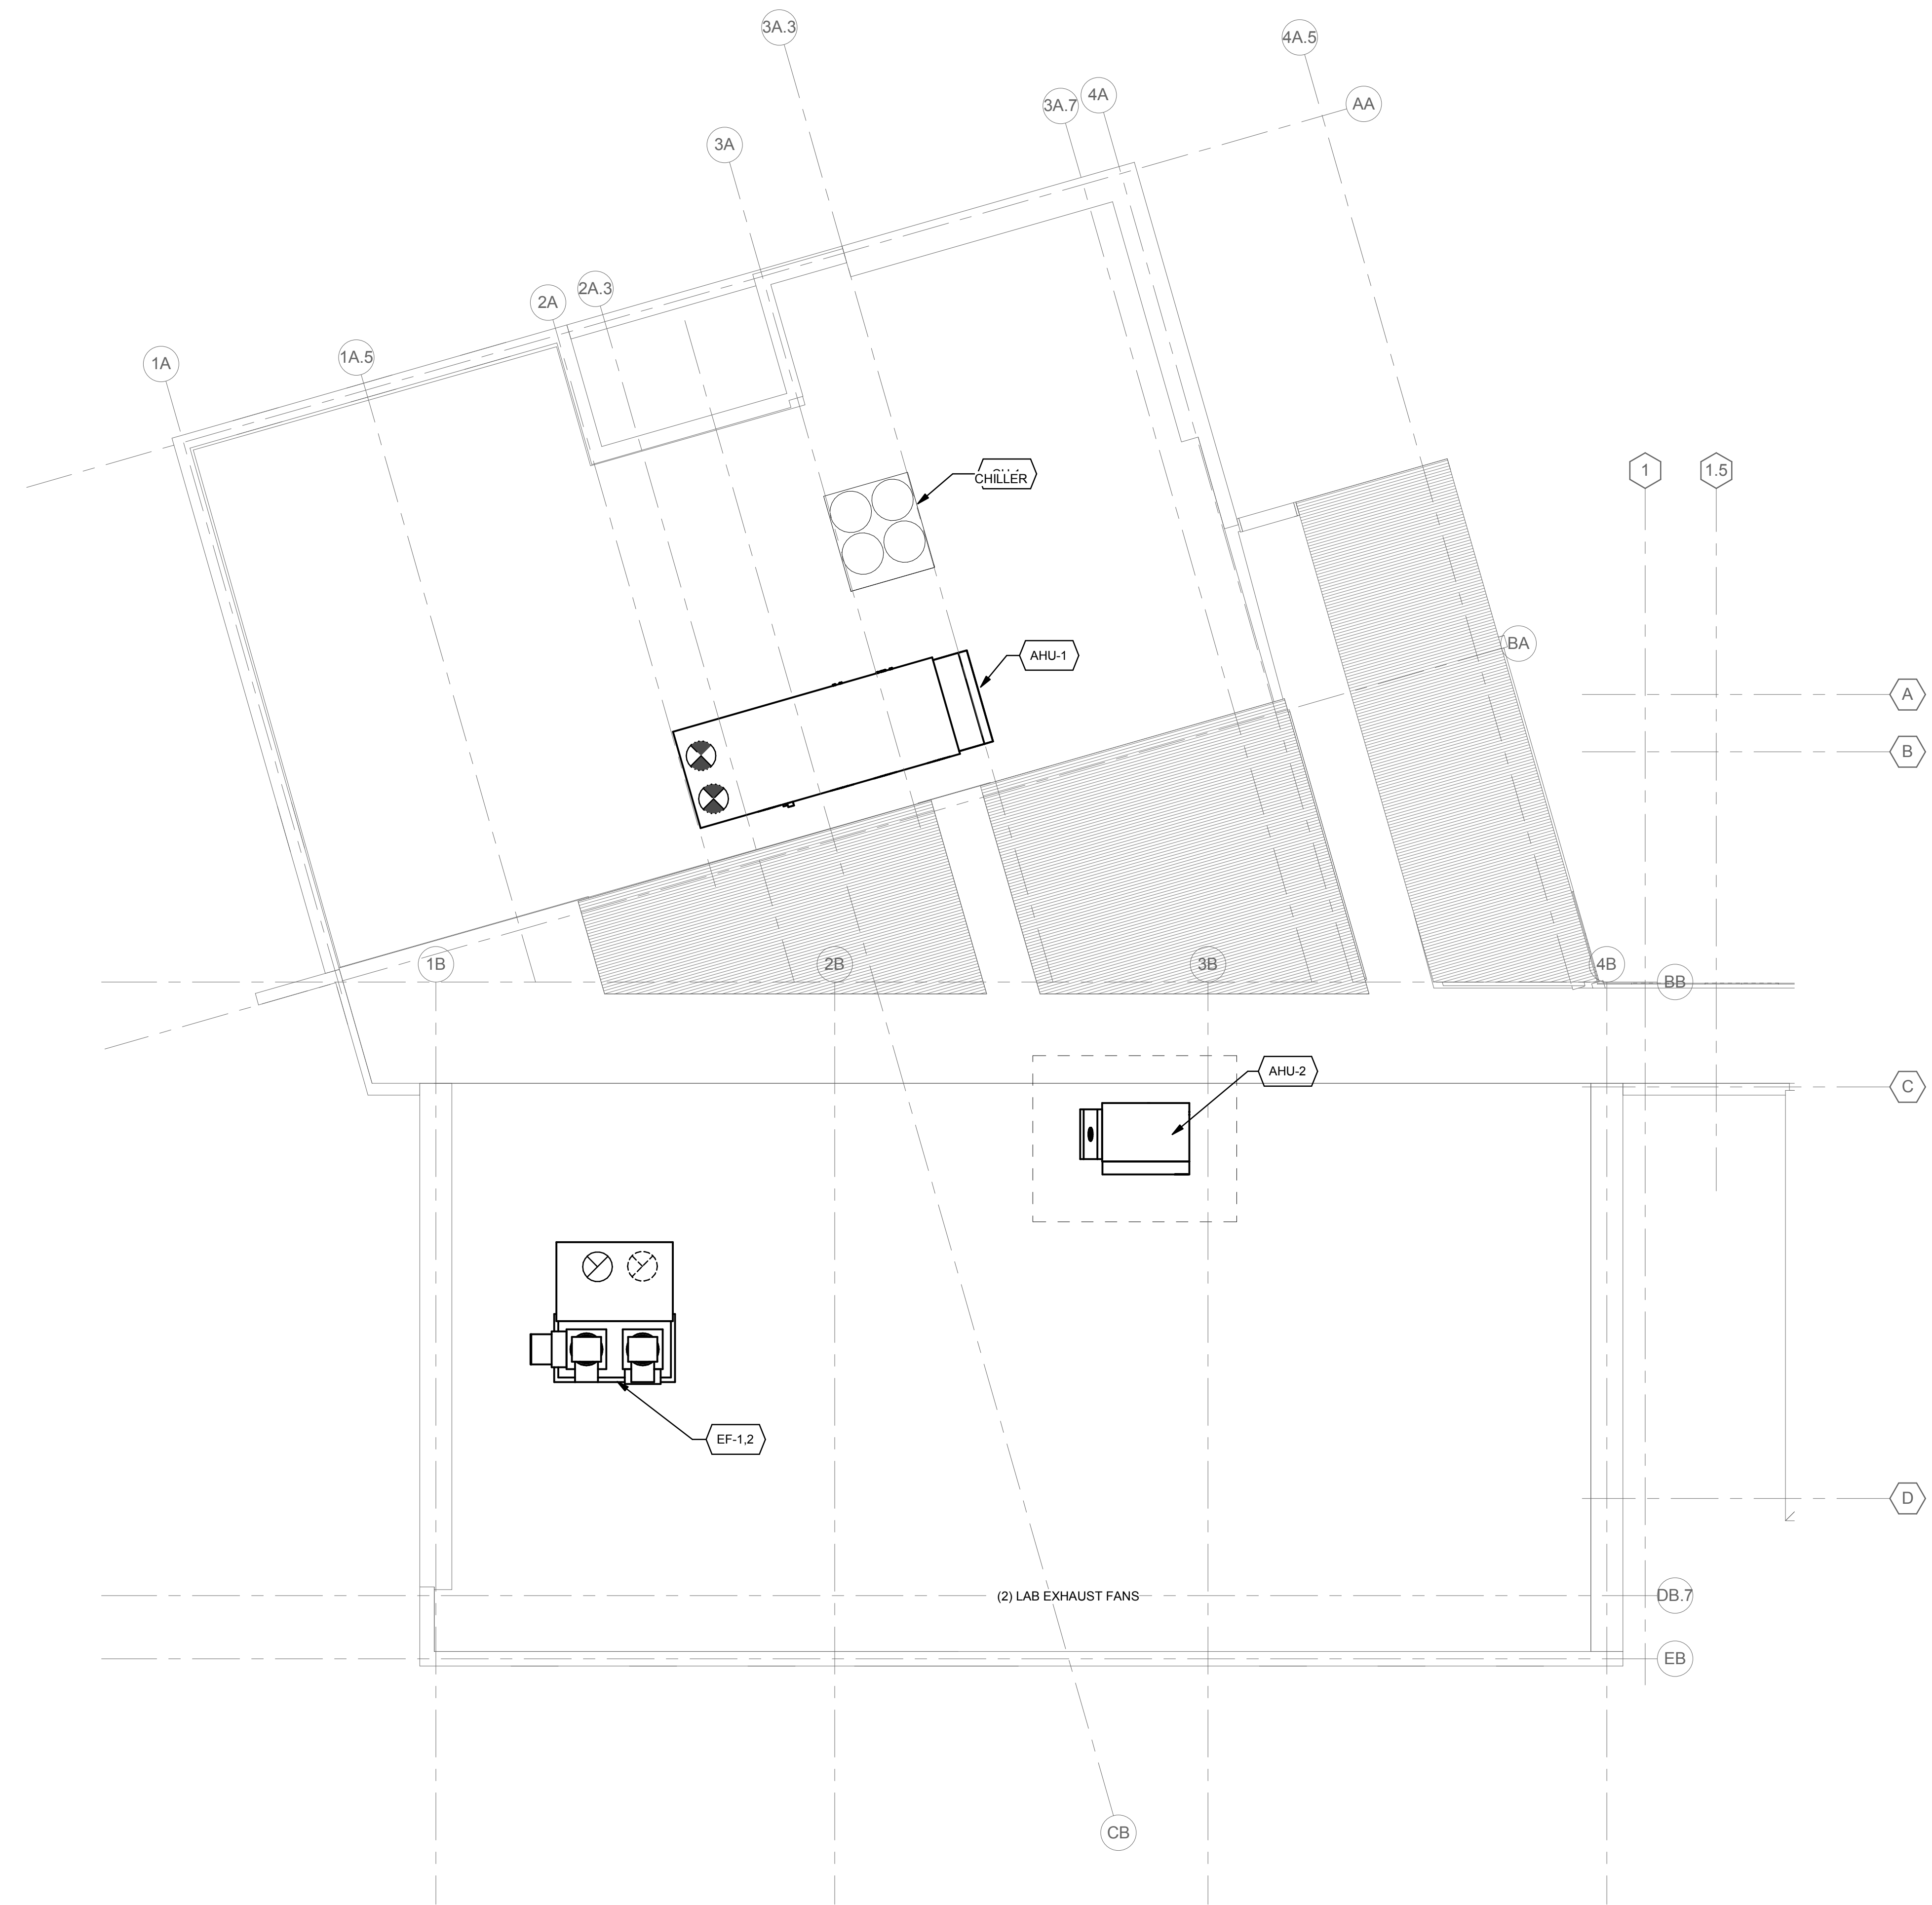 3A.3
4A.5
4A
3A.7
AA
3A
2A.3
2A
1A.5
1A
1
1.5
CHILLER
BA
AHU-1
A
B
1B
2B
3B
4B
BB
AHU-2
C
EF-1,2
D
(2) LAB EXHAUST FANS
DB.7
EB
CB